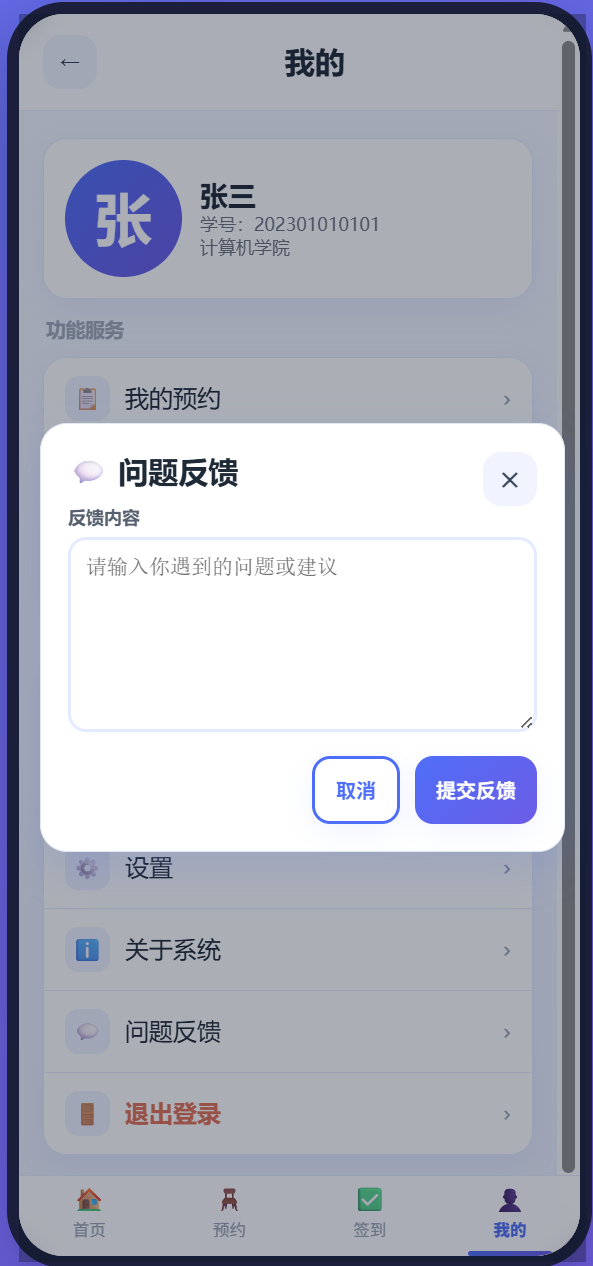 我的
张
张三
学号：202301010101
计算机学院
功能服务
我的预约
问题反馈
反馈内容
请输入你遇到的问题或建议
取消
提交反馈
设置
关于系统
问题反馈
退出登录
首页
预约
签到
我的